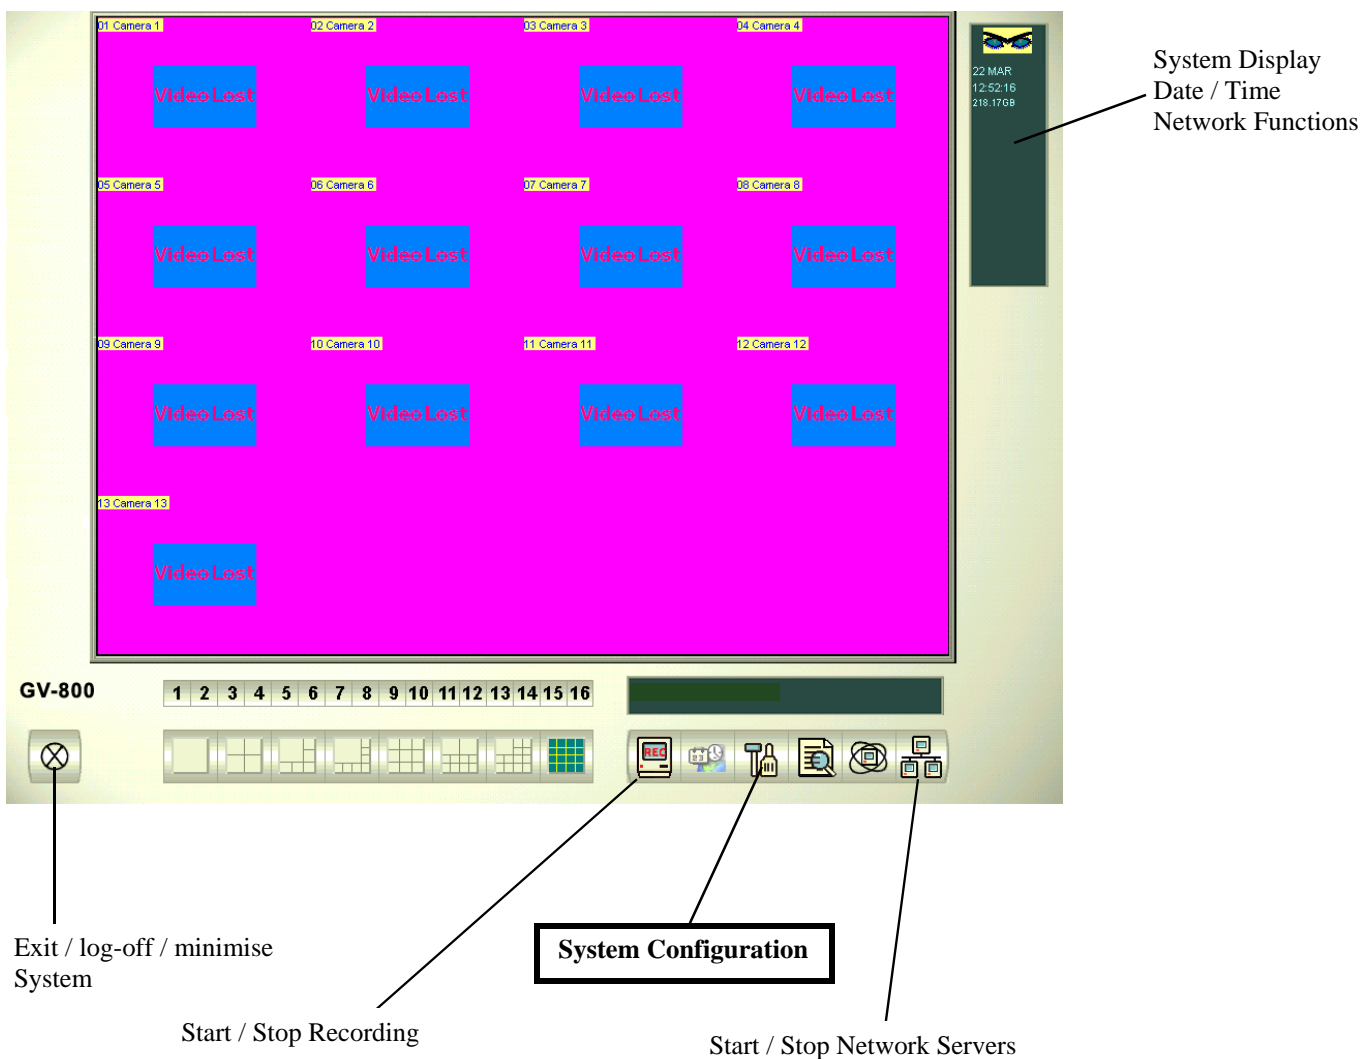 01 Camera 1
02 Camera 2
03 Camera 3
04 Camera 4
Video Lost
Video Lost
Video Lost
Video Lost
22 MAR
12:52:16
218.17GB
System Display
Date / Time
Network Functions
05 Camera 5
06 Camera 6
07 Camera 7
08 Camera 8
Video Lost
Video Lost
Video Lost
Video Lost
09 Camera 9
10 Camera 10
11 Camera 11
12 Camera 12
Video Lost
Video Lost
Video Lost
Video Lost
13 Camera 13
Video Lost
GV-800
1 2 3 4 5 6 7 8 9 10 11 12 13 14 15 16
REC
Exit / log-off / minimise
System
System Configuration
Start / Stop Recording
Start / Stop Network Servers